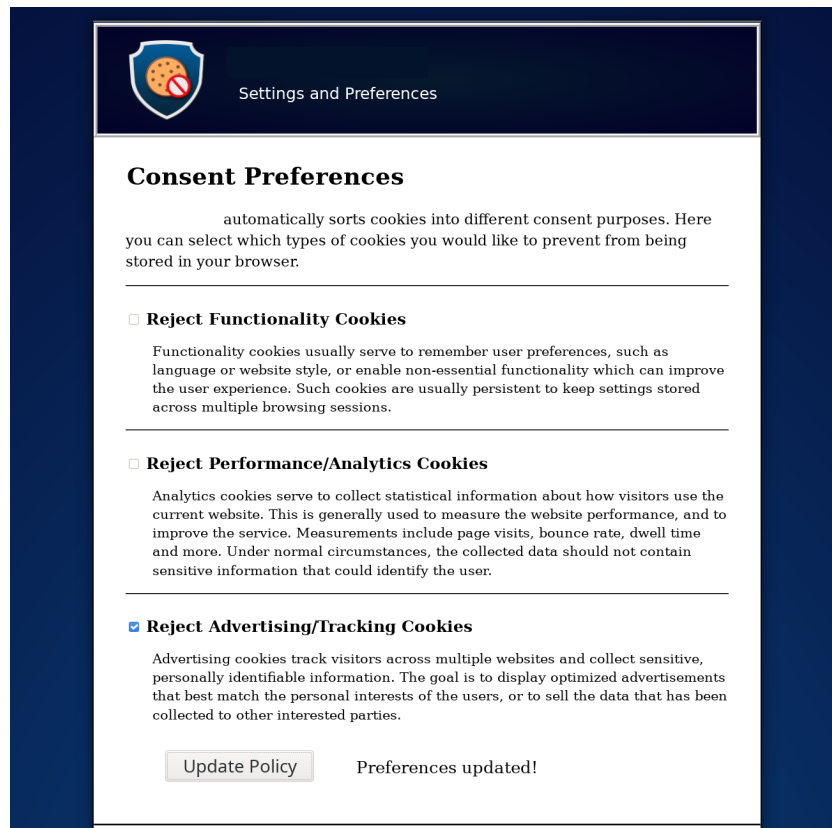 Settings and Preferences
Consent Preferences
automatically sorts cookies into different consent purposes. Here
you can select which types of cookies you would like to prevent from being
stored in your browser.
Reject Functionality Cookies
Functionality cookies usually serve to remember user preferences, such as
language or website style, or enable non-essential functionality which can improve
the user experience. Such cookies are usually persistent to keep settings stored
across multiple browsing sessions.
Reject Performance/Analytics Cookies
Analytics cookies serve to collect statistical information about how visitors use the
current website. This is generally used to measure the website performance, and to
improve the service. Measurements include page visits, bounce rate, dwell time
and more. Under normal circumstances, the collected data should not contain
sensitive information that could identify the user.
Reject Advertising/Tracking Cookies
Advertising cookies track visitors across multiple websites and collect sensitive,
personally identifiable information. The goal is to display optimized advertisements
that best match the personal interests of the users, or to sell the data that has been
collected to other interested parties.
Update Policy Preferences updated!